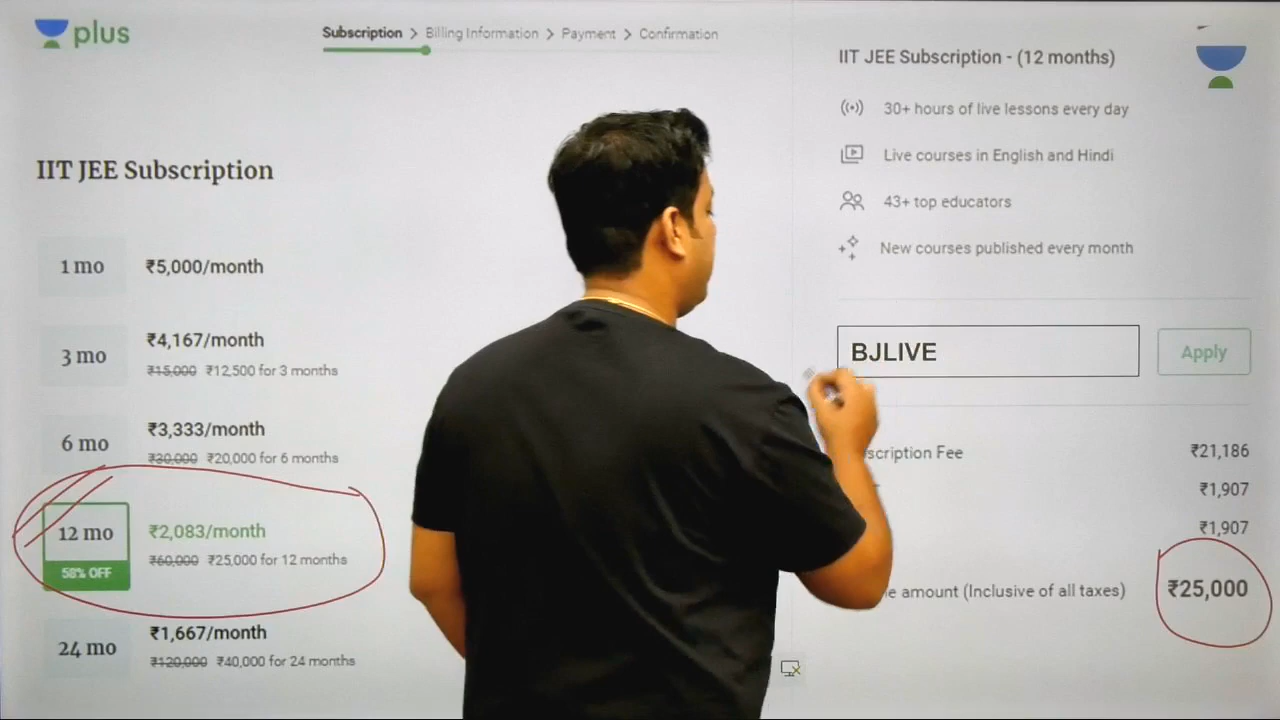 plus
Subscription > Billing Information > Payment > Confirmation
IIT JEE Subscription
1 mo ₹5,000/month
3 mo ₹4,167/month
₹15,000 ₹12,500 for 3 months
6 mo ₹3,333/month
₹30,000 ₹20,000 for 6 months
12 mo ₹2,083/month
58% OFF ₹60,000 ₹25,000 for 12 months
24 mo ₹1,667/month
₹120,000 ₹40,000 for 24 months
IIT JEE Subscription - (12 months)
30+ hours of live lessons every day
Live courses in English and Hindi
43+ top educators
New courses published every month
BJLIVE Apply
scription Fee ₹21,186
₹1,907
₹1,907
amount (Inclusive of all taxes) ₹25,000